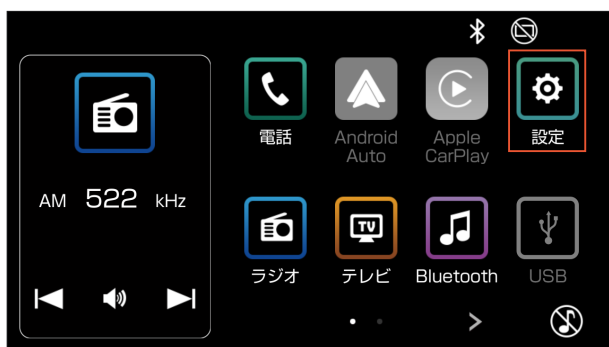 AM 522 kHz
電話
Android
Auto
Apple
CarPlay
設定
ラジオ
TV
テレビ
Bluetooth
USB